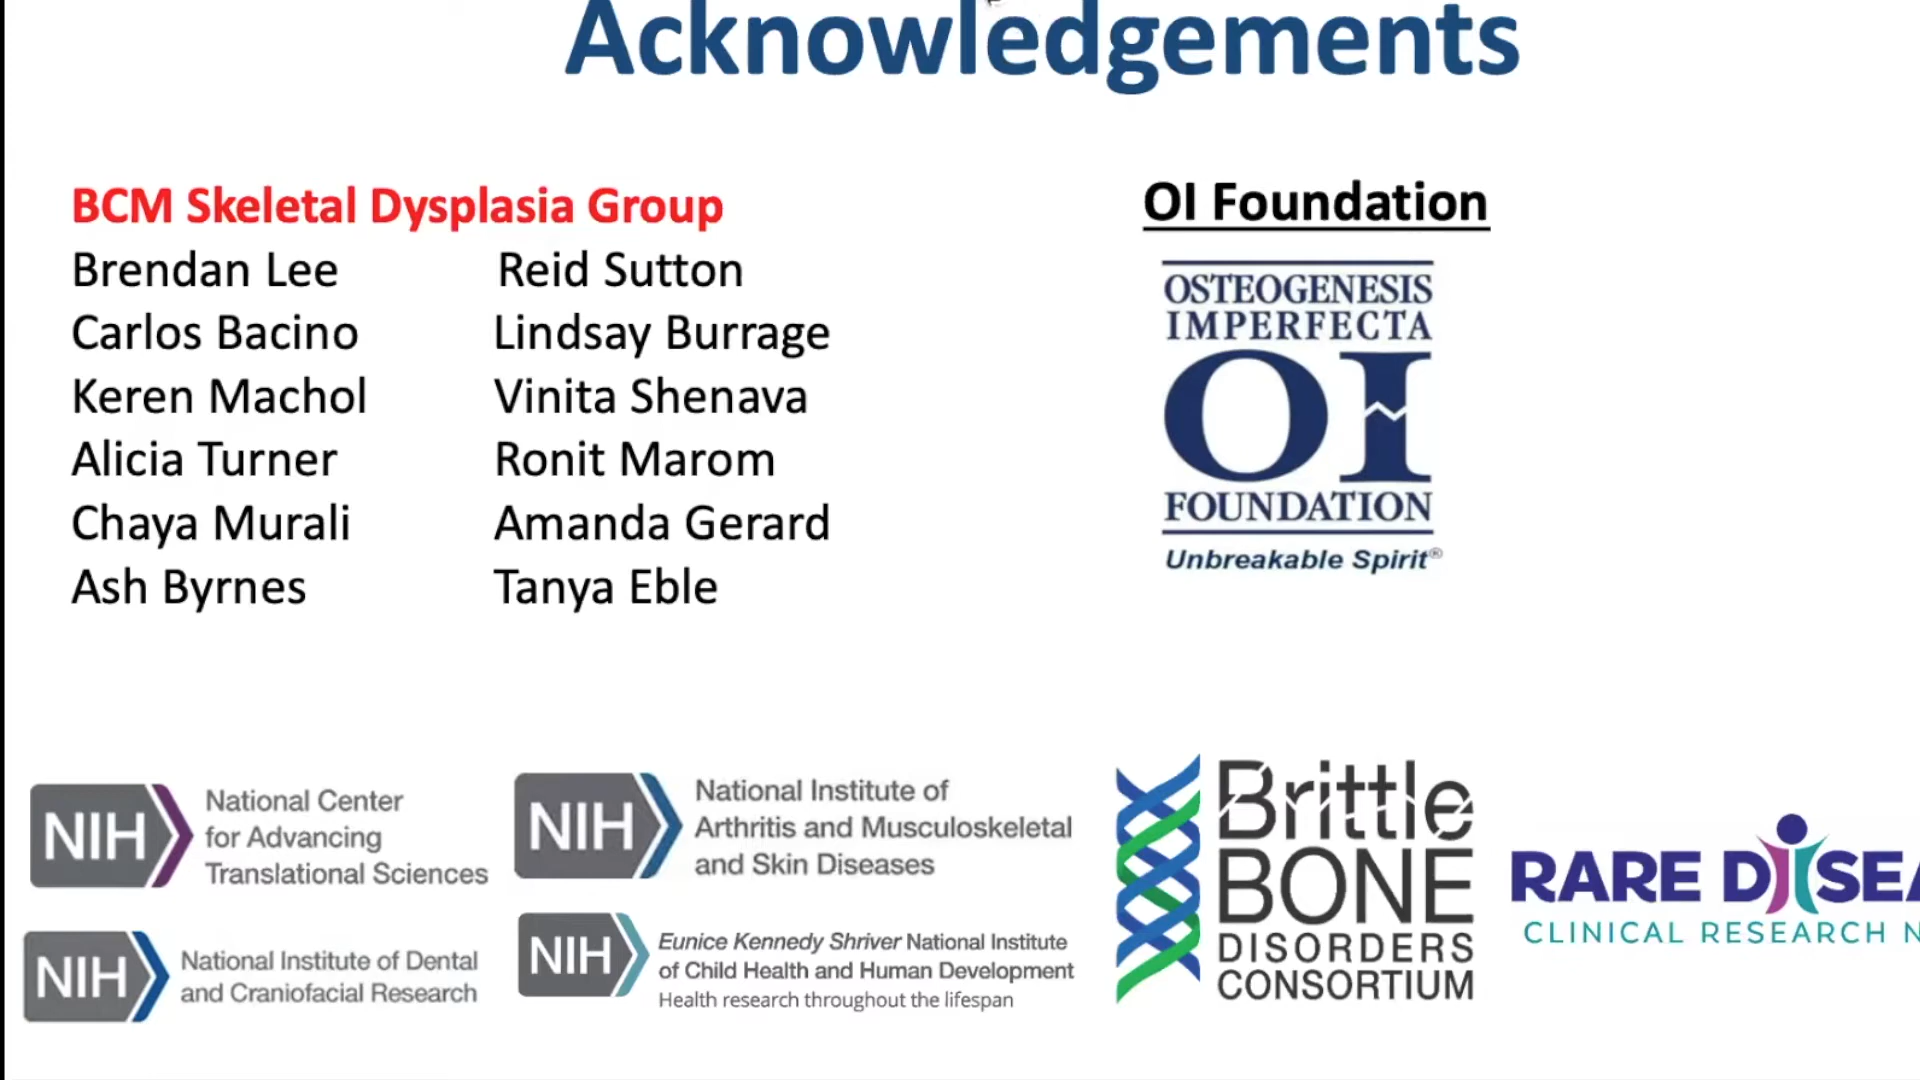 Acknowledgements
BCM Skeletal Dysplasia Group
Brendan Lee Reid Sutton
Carlos Bacino Lindsay Burrage
Keren Machol Vinita Shenava
Alicia Turner Ronit Marom
Chaya Murali Amanda Gerard
Ash Byrnes Tanya Eble
OI Foundation
OSTEOGENESIS
IMPERFECTA
OI
FOUNDATION
Unbreakable Spirit®
NIH
National Center
for Advancing
Translational Sciences
NIH
National Institute of
Arthritis and Musculoskeletal
and Skin Diseases
NIH
National Institute of Dental
and Craniofacial Research
NIH
Eunice Kennedy Shriver National Institute
of Child Health and Human Development
Health research throughout the lifespan
Brittle
BONE
DISORDERS
CONSORTIUM
RARE DISEA
CLINICAL RESEARCH N